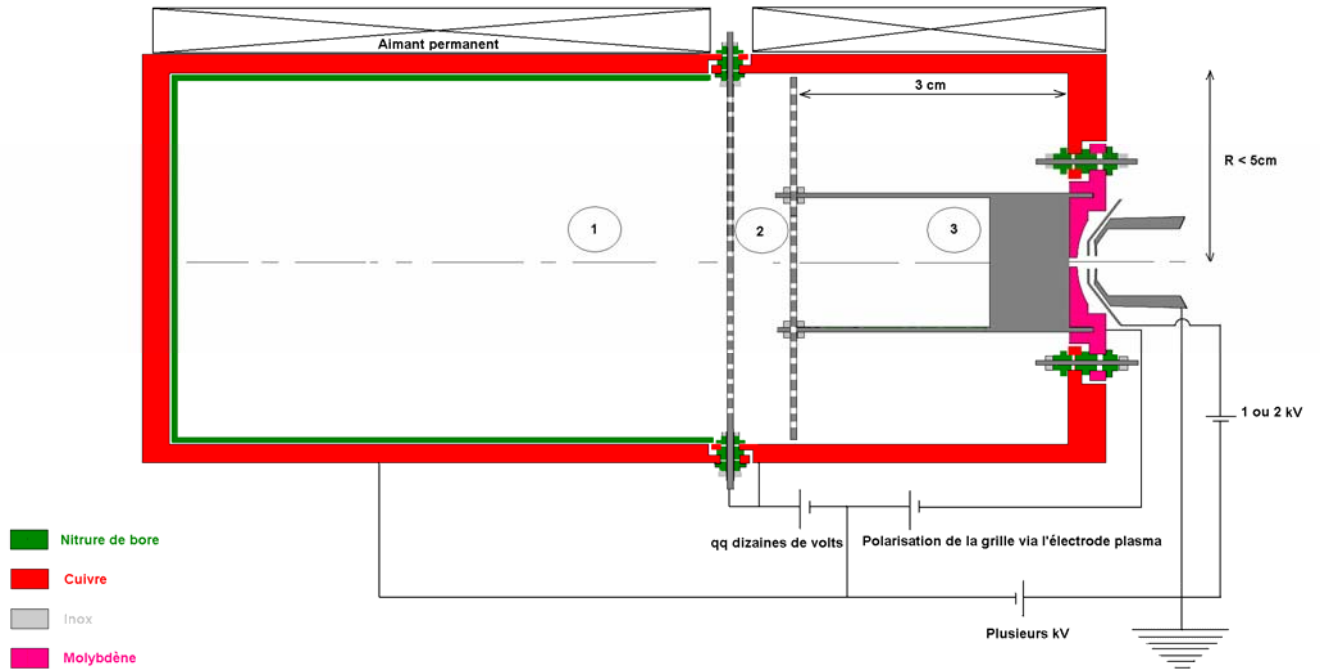 Aimant permanent
3 cm
R < 5cm
1
2
3
1 ou 2 kV
qq dizaines de volts
Polarisation de la grille via l'électrode plasma
Plusieurs kV
Nitrure de bore
Cuivre
Inox
Molybdène